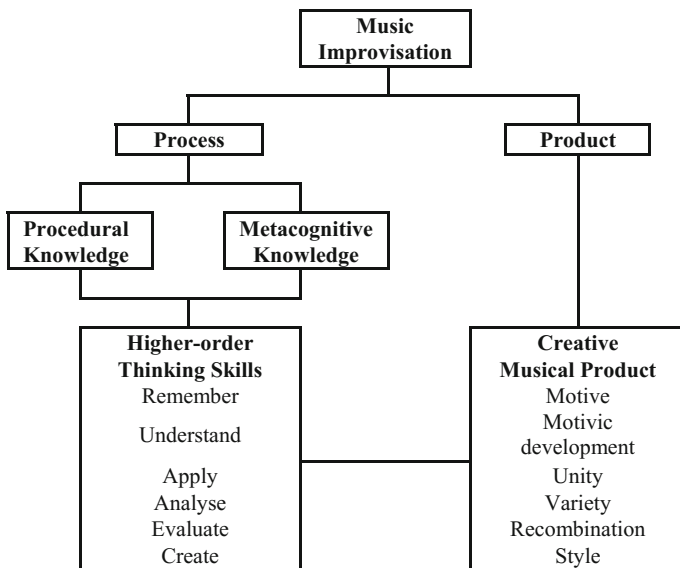 Music
Improvisation
Process
Product
Procedural
Knowledge
Metacognitive
Knowledge
Higher-order
Thinking Skills
Remember
Understand
Apply
Analyse
Evaluate
Create
Creative
Musical Product
Motive
Motivic
development
Unity
Variety
Recombination
Style